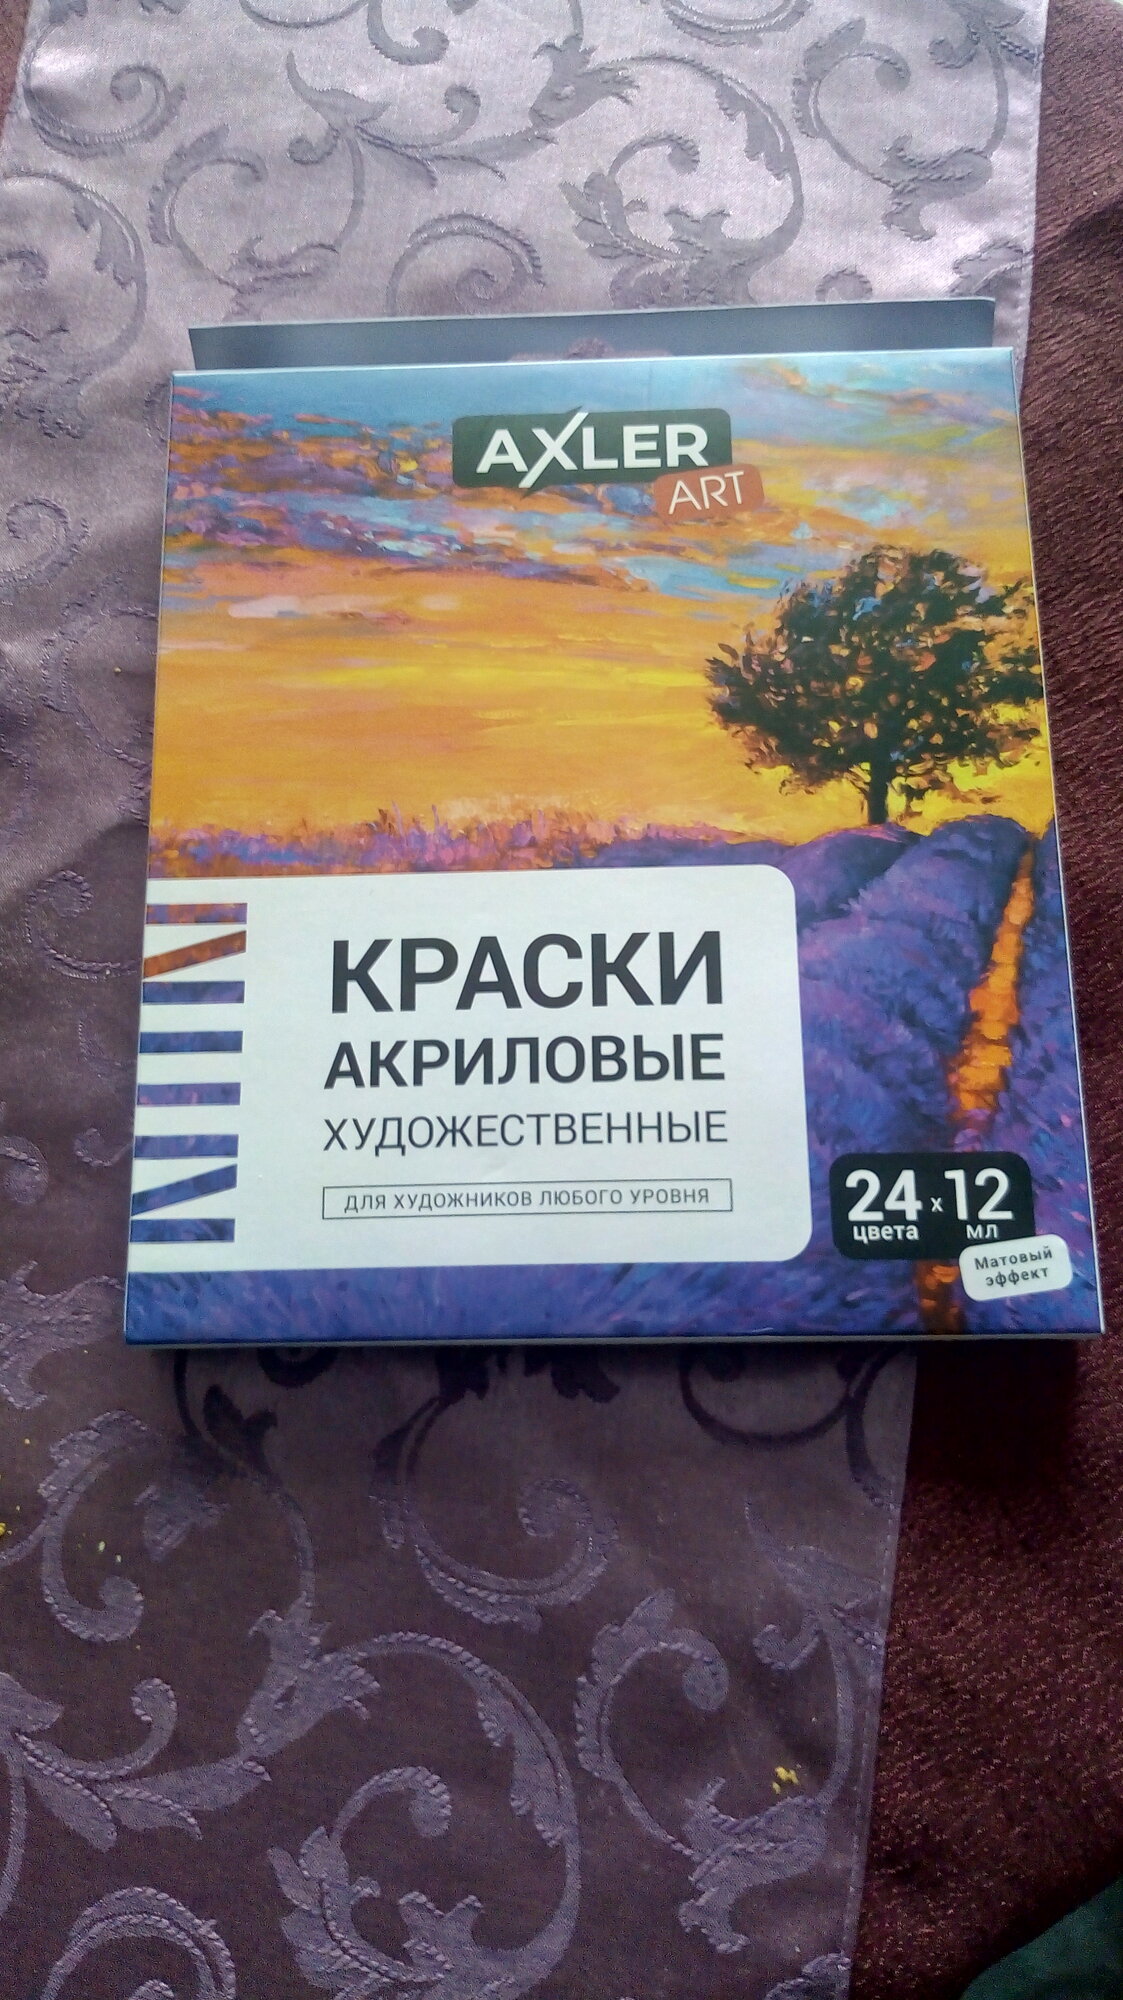 AXLER
ART
КРАСКИ
АКРИЛОВЫЕ
ХУДОЖЕСТВЕННЫЕ
ДЛЯ ХУДОЖНИКОВ ЛЮБОГО УРОВНЯ
24 x 12
цвета мл
Матовый
эффект